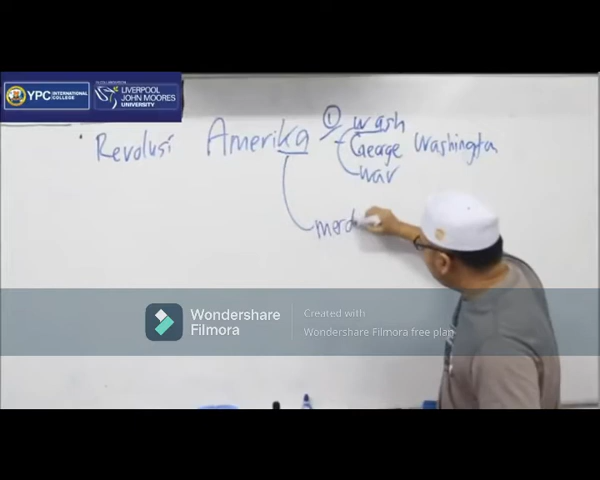 YPC INTERNATIONAL COLLEGE
LIVERPOOL JOHN MOORES UNIVERSITY
① wash
Revolusi Amerika George Washington
war
merd
Wondershare Filmora
Created with
Wondershare Filmora free plan